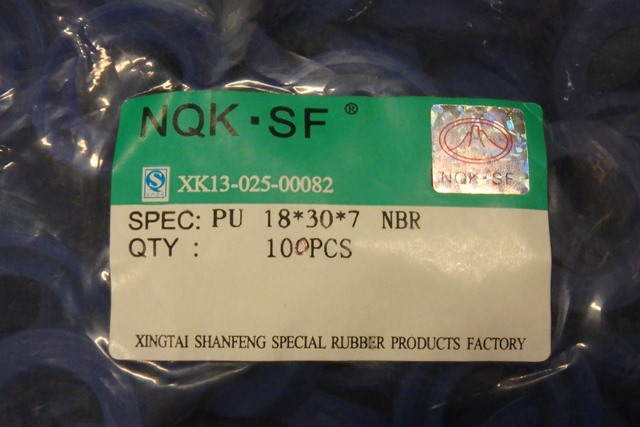 NQK·SF ®
NQK·SF
XK13-025-00082
SPEC: PU 18*30*7 NBR
QTY : 100PCS
XINGTAI SHANFENG SPECIAL RUBBER PRODUCTS FACTORY